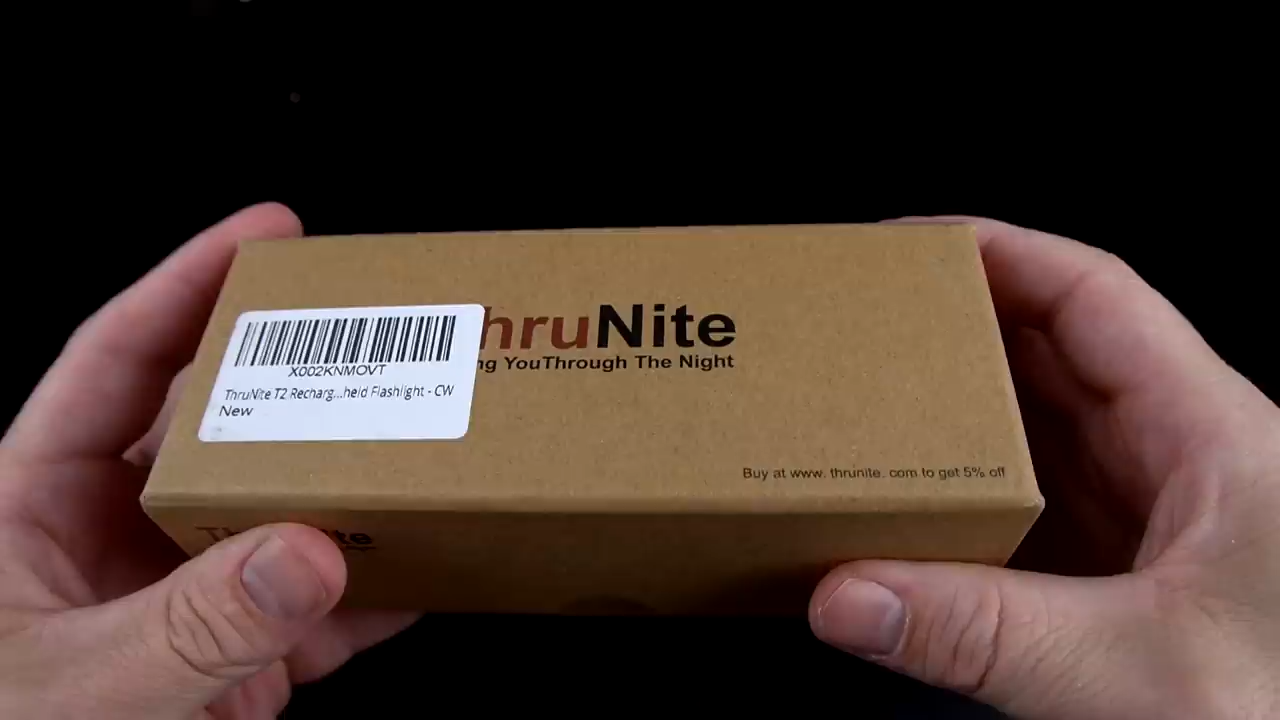 hruNite
ng YouThrough The Night
X002KNMOVT
ThruNite T2 Recharg...held Flashlight - CW
New
Buy at www. thrunite. com to get 5% off